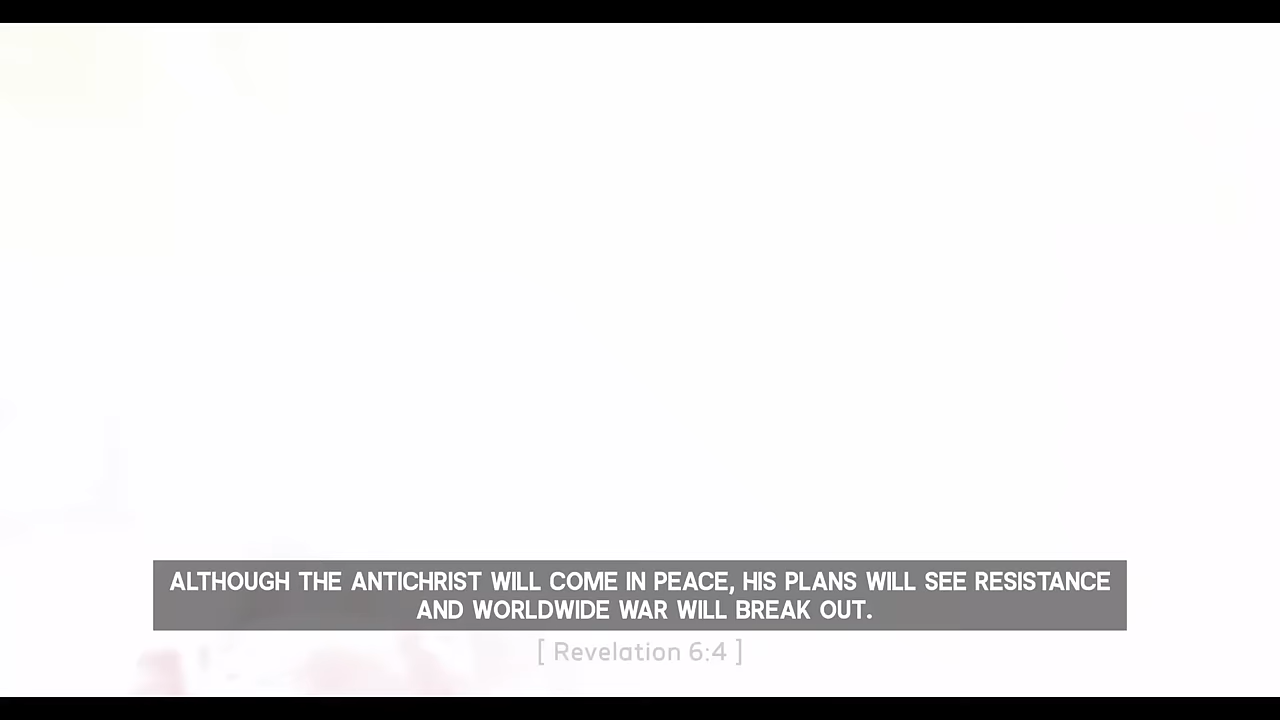 ALTHOUGH THE ANTICHRIST WILL COME IN PEACE, HIS PLANS WILL SEE RESISTANCE
AND WORLDWIDE WAR WILL BREAK OUT.
[ Revelation 6:4 ]